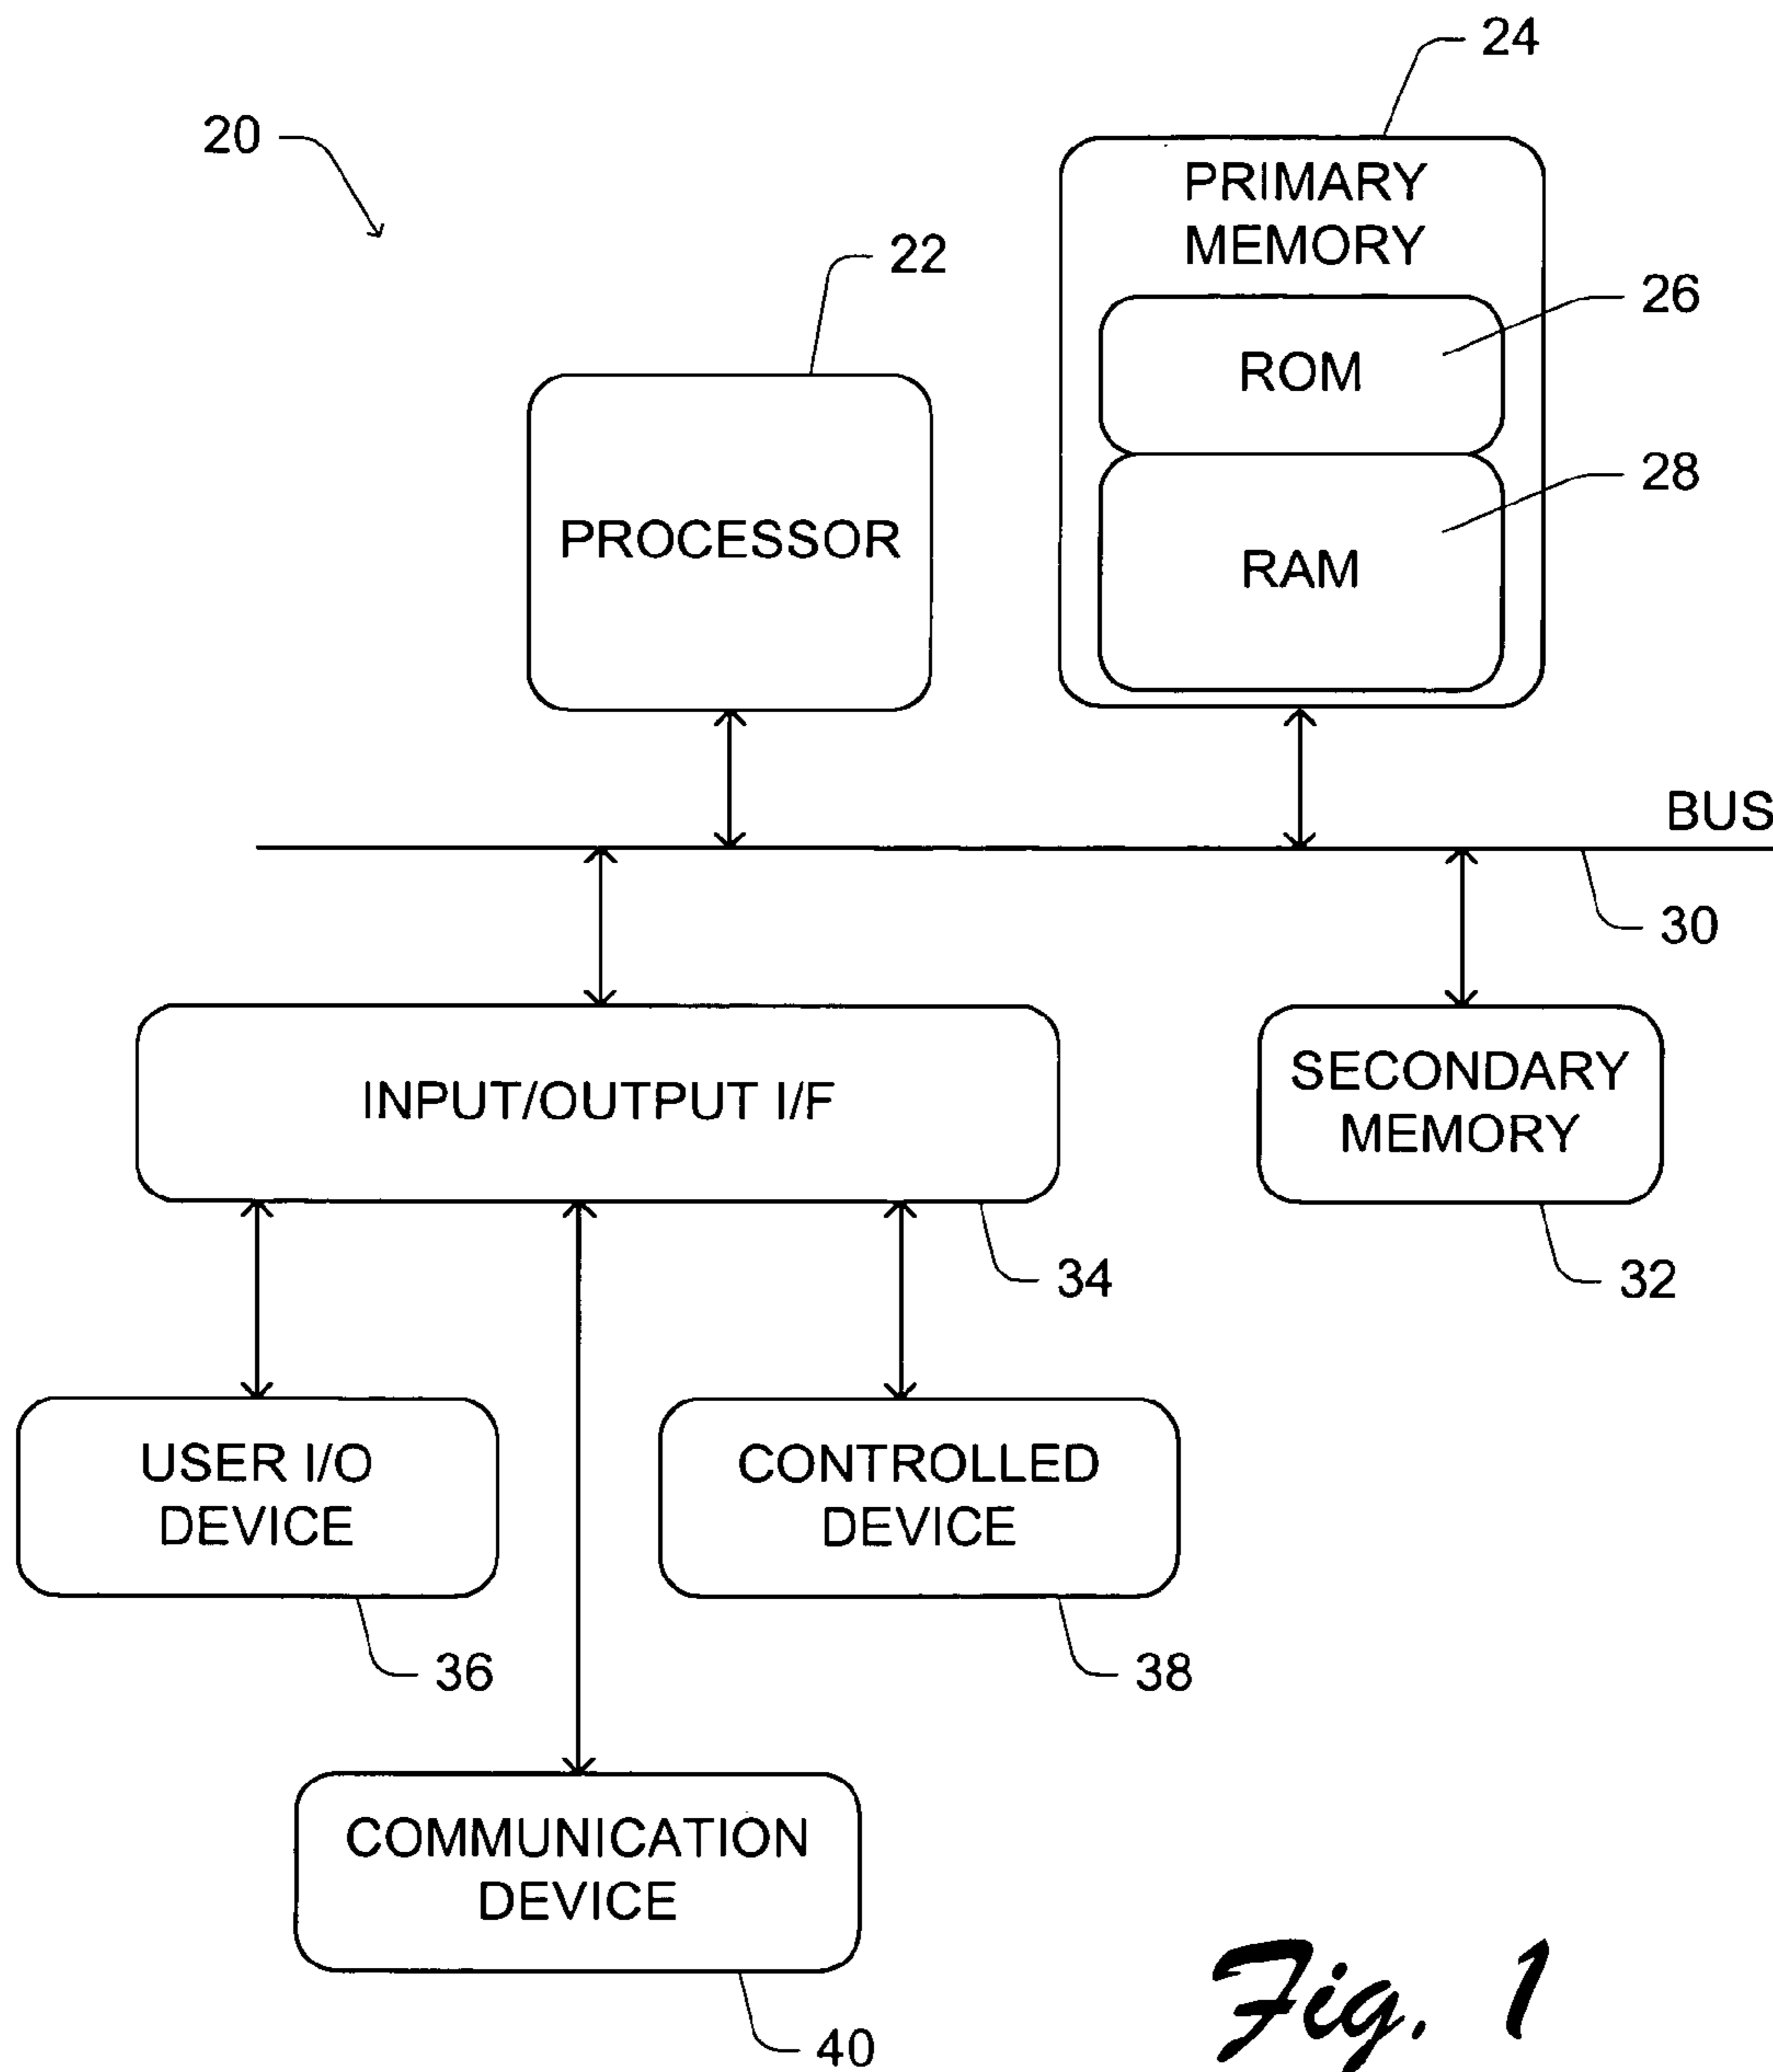 24
20
PRIMARY
MEMORY
22
26
ROM
28
PROCESSOR
RAM
BUS
30
INPUT/OUTPUT I/F
SECONDARY
MEMORY
34
32
USER I/O
DEVICE
CONTROLLED
DEVICE
36
38
COMMUNICATION
DEVICE
40
Fig. 1